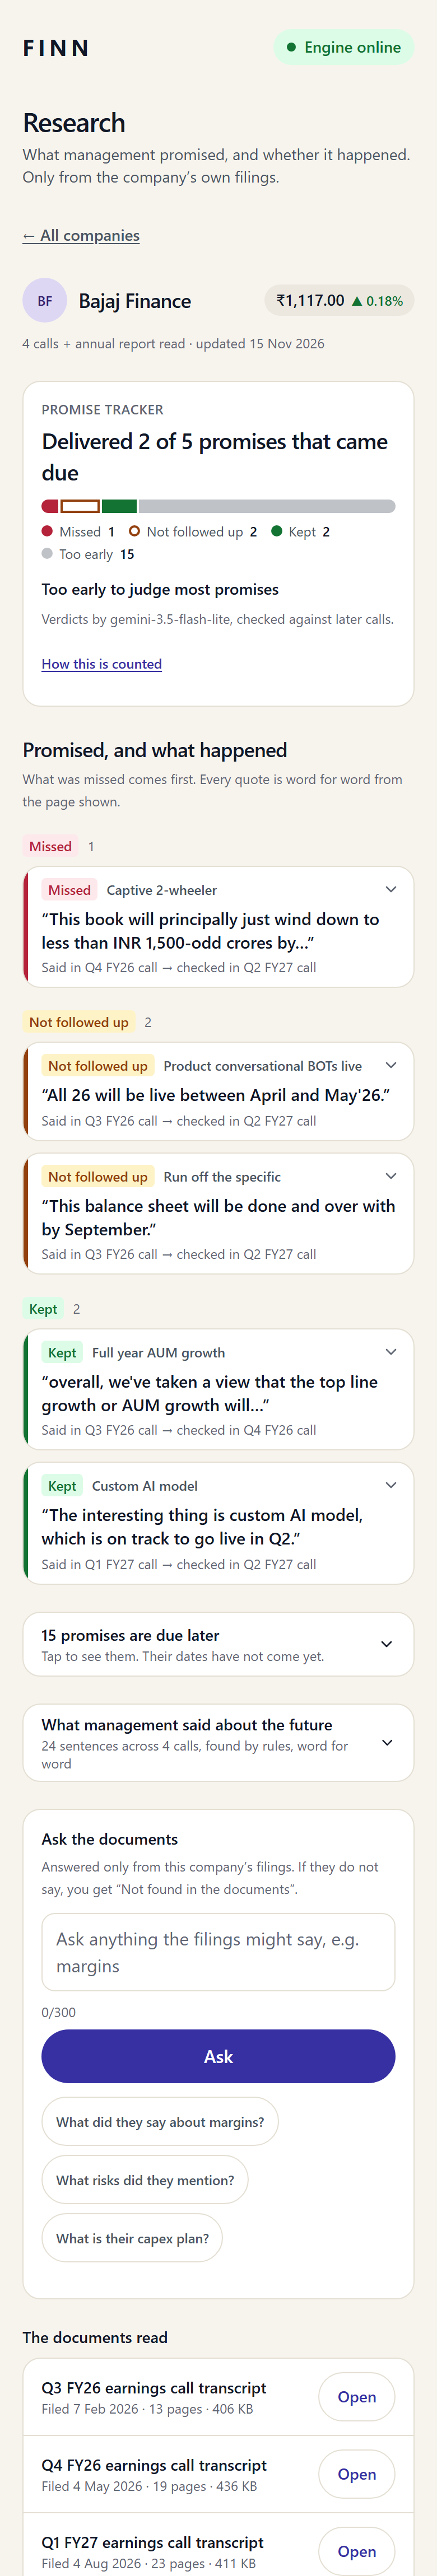 FINN
Engine online
Research
What management promised, and whether it happened.
Only from the company's own filings.
← All companies
BF
Bajaj Finance
₹1,117.00 ▲ 0.18%
4 calls + annual report read · updated 15 Nov 2026
PROMISE TRACKER
Delivered 2 of 5 promises that came
due
Missed 1
Not followed up 2
Kept 2
Too early 15
Too early to judge most promises
Verdicts by gemini-3.5-flash-lite, checked against later calls.
How this is counted
Promised, and what happened
What was missed comes first. Every quote is word for word from
the page shown.
Missed 1
Missed Captive 2-wheeler
“This book will principally just wind down to
less than INR 1,500-odd crores by…”
Said in Q4 FY26 call → checked in Q2 FY27 call
Not followed up 2
Not followed up Product conversational BOTs live
“All 26 will be live between April and May'26.”
Said in Q3 FY26 call → checked in Q2 FY27 call
Not followed up Run off the specific
“This balance sheet will be done and over with
by September.”
Said in Q3 FY26 call → checked in Q2 FY27 call
Kept 2
Kept Full year AUM growth
“overall, we've taken a view that the top line
growth or AUM growth will…”
Said in Q3 FY26 call → checked in Q4 FY26 call
Kept Custom AI model
“The interesting thing is custom AI model,
which is on track to go live in Q2.”
Said in Q1 FY27 call → checked in Q2 FY27 call
15 promises are due later
Tap to see them. Their dates have not come yet.
What management said about the future
24 sentences across 4 calls, found by rules, word for
word
Ask the documents
Answered only from this company's filings. If they do not
say, you get “Not found in the documents”.
Ask anything the filings might say, e.g.
margins
0/300
Ask
What did they say about margins?
What risks did they mention?
What is their capex plan?
The documents read
Q3 FY26 earnings call transcript
Filed 7 Feb 2026 · 13 pages · 406 KB
Open
Q4 FY26 earnings call transcript
Filed 4 May 2026 · 19 pages · 436 KB
Open
Q1 FY27 earnings call transcript
Filed 4 Aug 2026 · 23 pages · 411 KB
Open